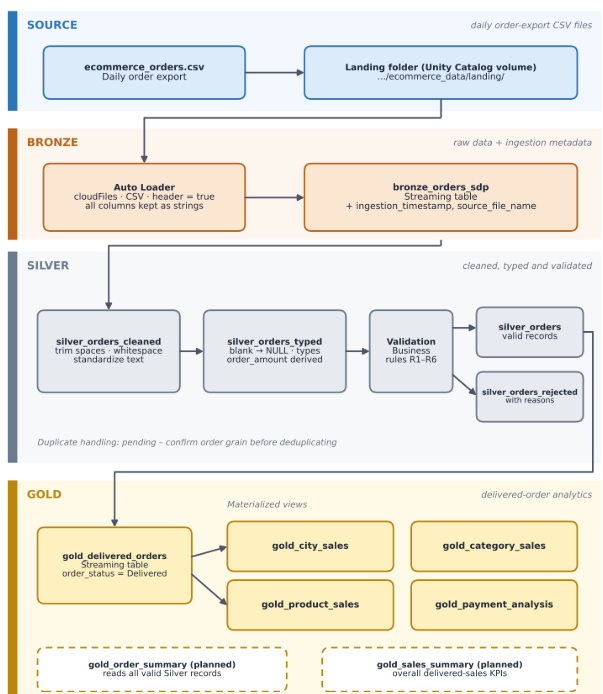 SOURCE
daily order-export CSV files
ecommerce_orders.csv
Daily order export
Landing folder (Unity Catalog volume)
.../ecommerce_data/landing/
BRONZE
raw data + ingestion metadata
Auto Loader
cloudFiles · CSV · header = true
all columns kept as strings
bronze_orders_sdp
Streaming table
+ ingestion_timestamp, source_file_name
SILVER
cleaned, typed and validated
silver_orders_cleaned
trim spaces · whitespace
standardize text
silver_orders_typed
blank → NULL · types
order_amount derived
Validation
Business
rules R1–R6
silver_orders
valid records
silver_orders_rejected
with reasons
Duplicate handling: pending – confirm order grain before deduplicating
GOLD
delivered-order analytics
Materialized views
gold_delivered_orders
Streaming table
order_status = Delivered
gold_city_sales
gold_category_sales
gold_product_sales
gold_payment_analysis
gold_order_summary (planned)
reads all valid Silver records
gold_sales_summary (planned)
overall delivered-sales KPIs